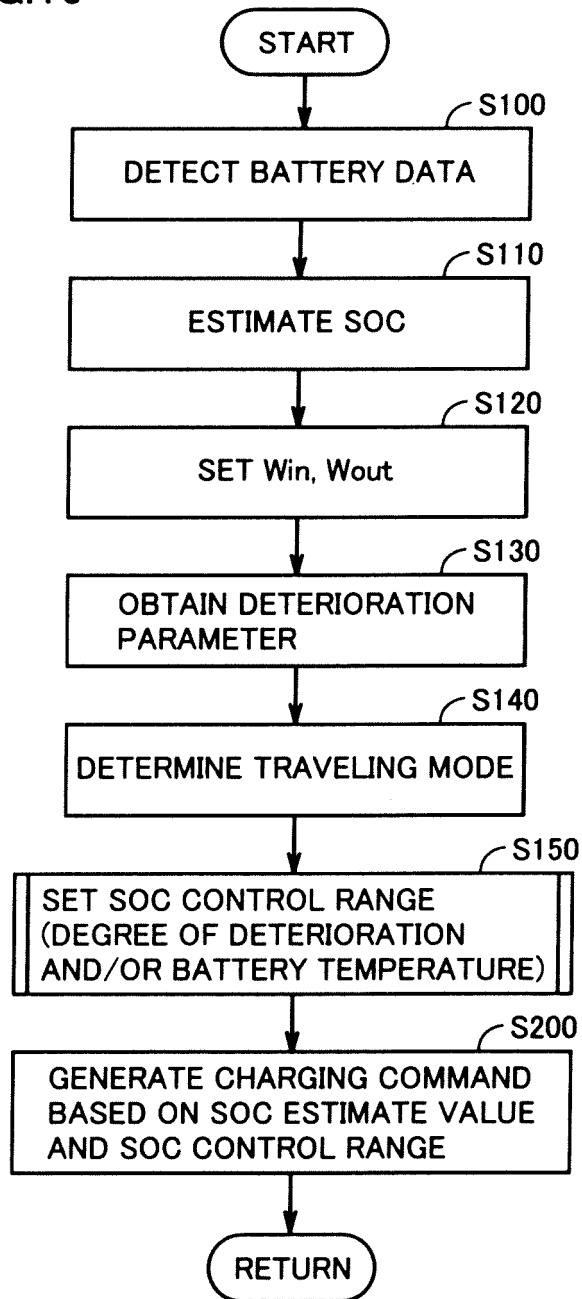 START
S100
DETECT BATTERY DATA
S110
ESTIMATE SOC
S120
SET Win, Wout
S130
OBTAIN DETERIORATION
PARAMETER
S140
DETERMINE TRAVELING MODE
S150
SET SOC CONTROL RANGE
(DEGREE OF DETERIORATION
AND/OR BATTERY TEMPERATURE)
S200
GENERATE CHARGING COMMAND
BASED ON SOC ESTIMATE VALUE
AND SOC CONTROL RANGE
RETURN